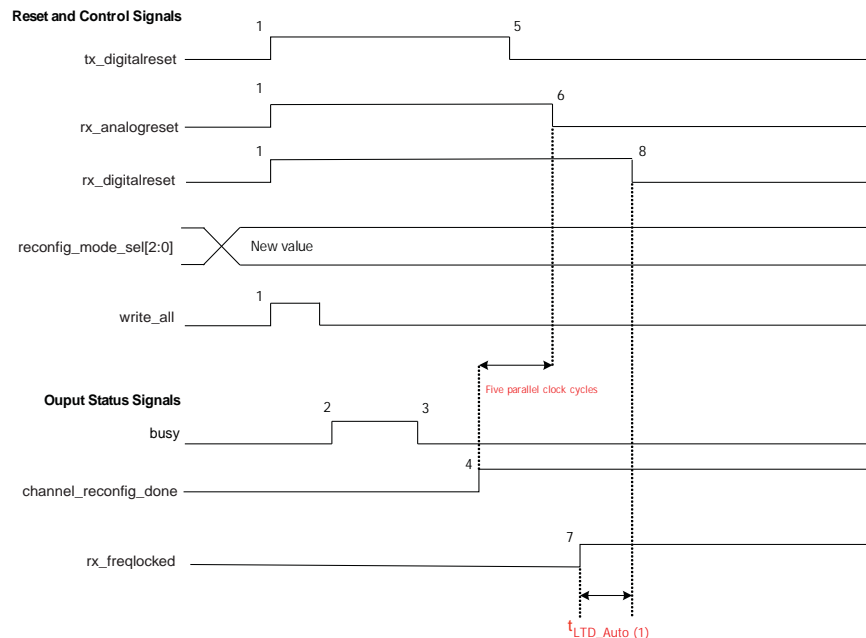 Reset and Control Signals
1
5
tx_digitalreset
1
6
rx_analogreset
1
8
rx_digitalreset
reconfig_mode_sel[2:0]
New value
1
write_all
Five parallel clock cycles
Ouput Status Signals
2
3
busy
4
channel_reconfig_done
7
rx_freqlocked
tLTD_Auto (1)